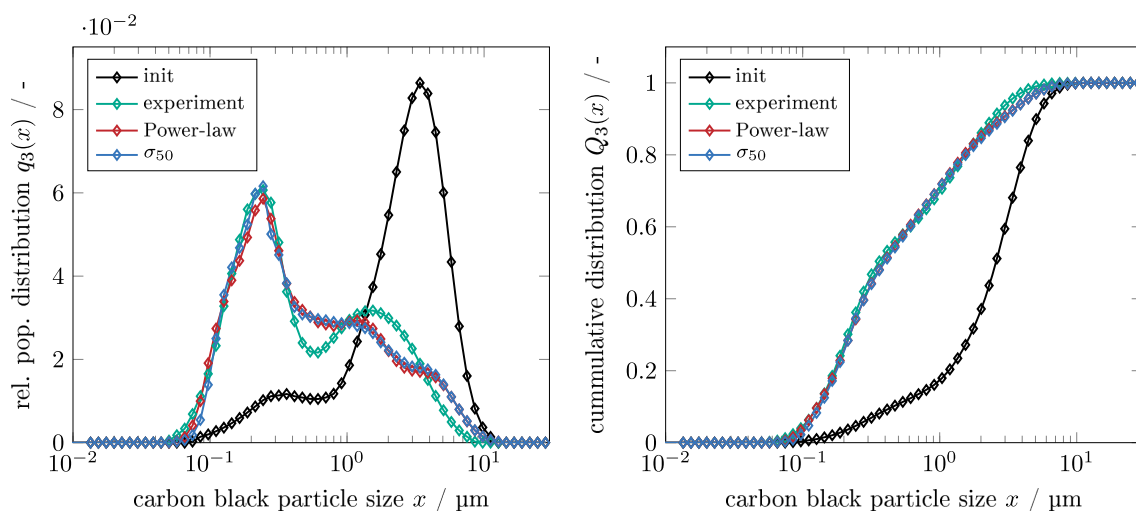 ·10⁻²
rel. pop. distribution q₃(x) / -
8
6
4
2
0
init
experiment
Power-law
σ₅₀
10⁻² 10⁻¹ 10⁰ 10¹
carbon black particle size x / µm
cummulative distribution Q₃(x) / -
1
0.8
0.6
0.4
0.2
0
init
experiment
Power-law
σ₅₀
10⁻² 10⁻¹ 10⁰ 10¹
carbon black particle size x / µm